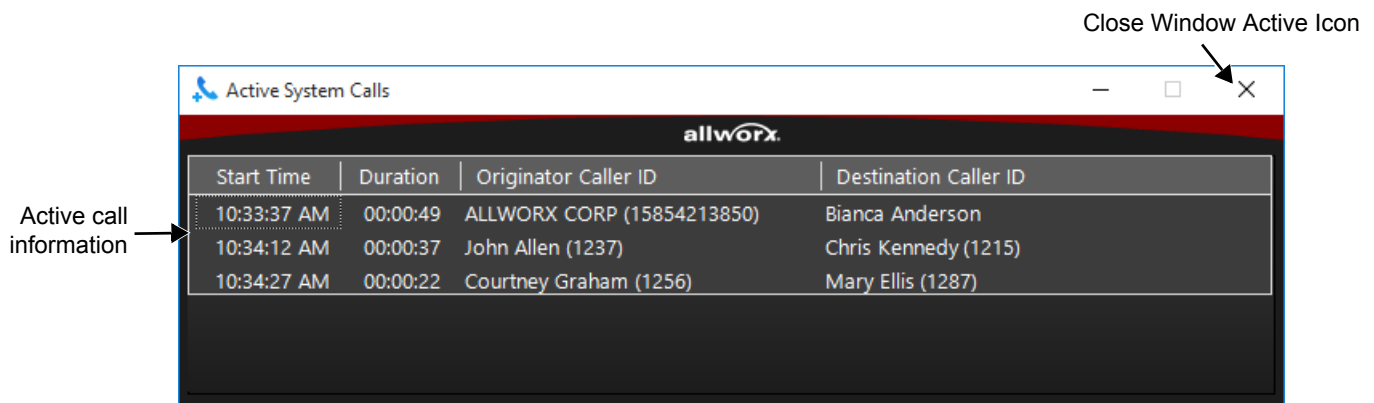 Close Window Active Icon
Active System Calls
allworx.
Start Time Duration Originator Caller ID Destination Caller ID
Active call
information
10:33:37 AM 00:00:49 ALLWORX CORP (15854213850) Bianca Anderson
10:34:12 AM 00:00:37 John Allen (1237) Chris Kennedy (1215)
10:34:27 AM 00:00:22 Courtney Graham (1256) Mary Ellis (1287)